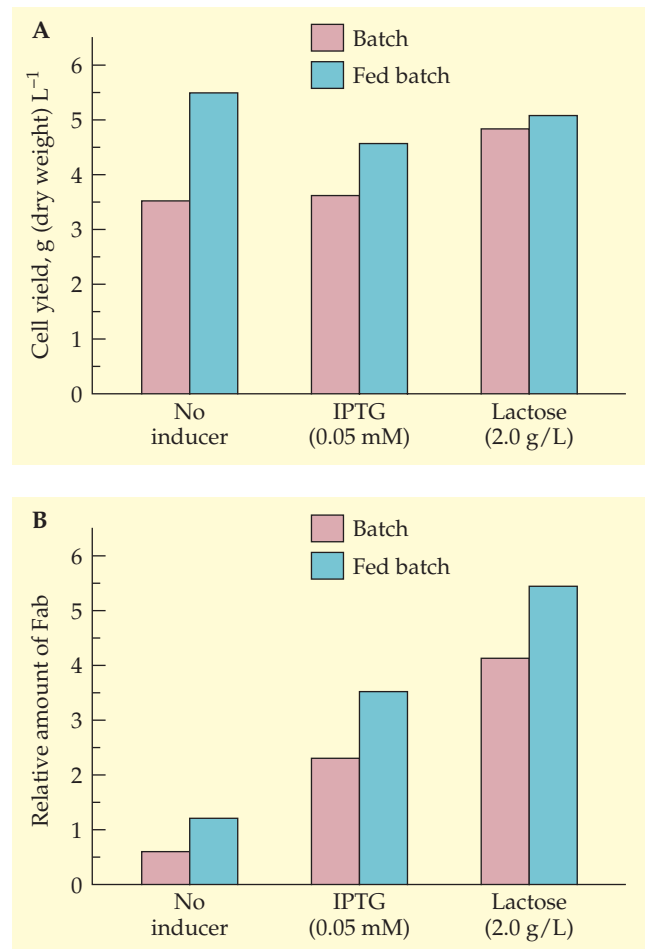 A
Batch
Fed batch
Cell yield, g (dry weight) L⁻¹
6
5
4
3
2
1
0
No inducer
IPTG (0.05 mM)
Lactose (2.0 g/L)
B
Batch
Fed batch
Relative amount of Fab
6
5
4
3
2
1
0
No inducer
IPTG (0.05 mM)
Lactose (2.0 g/L)